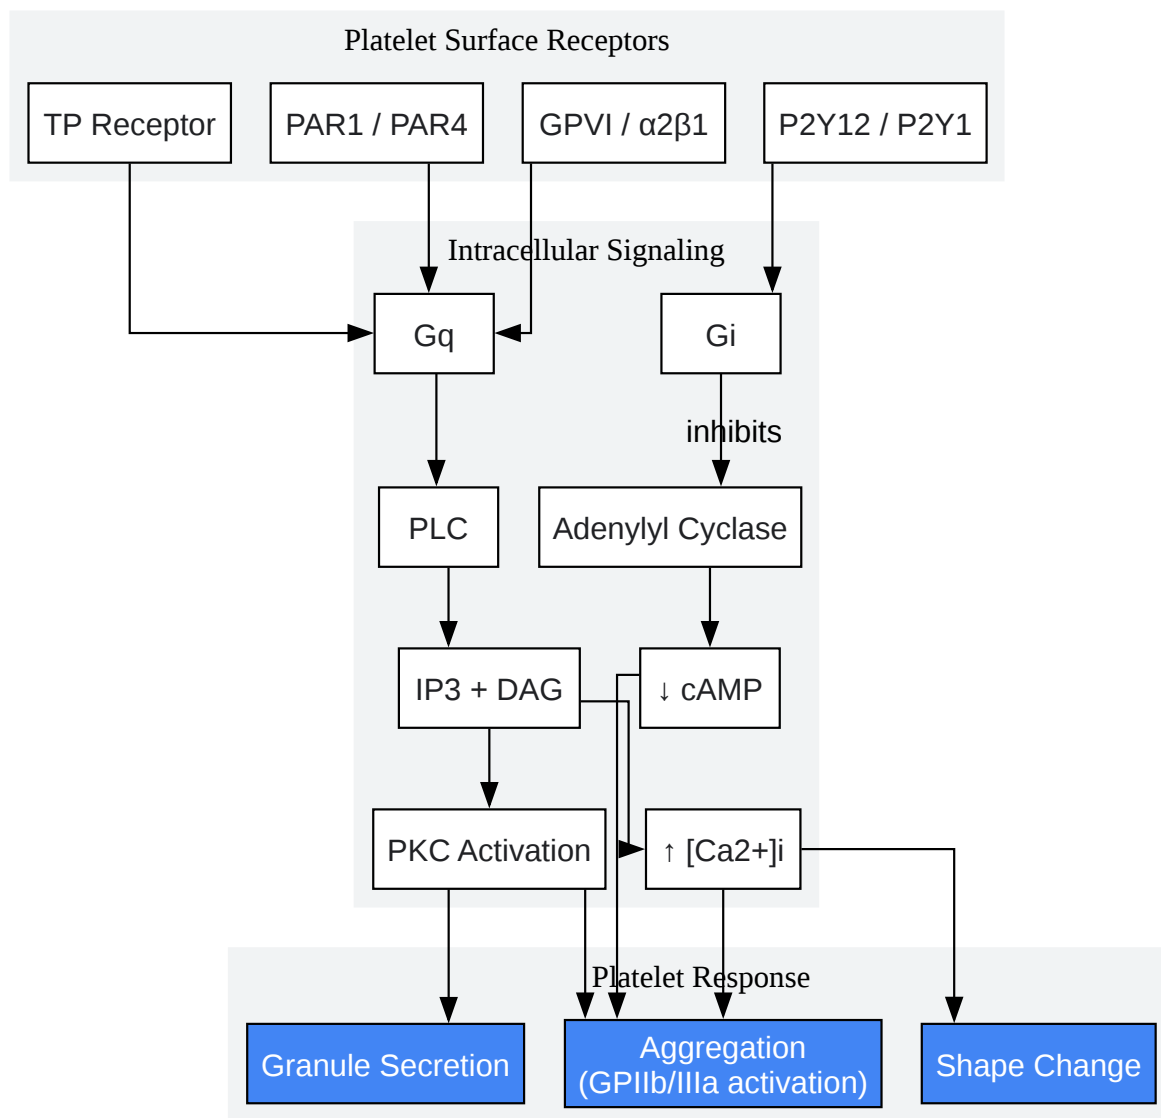 Platelet Surface Receptors
TP Receptor
PAR1 / PAR4
GPVI / α2β1
P2Y12 / P2Y1
Intracellular Signaling
Gq
Gi
inhibits
PLC
Adenylyl Cyclase
IP3 + DAG
↓ cAMP
PKC Activation
↑ [Ca2+]i
Platelet Response
Granule Secretion
Aggregation
(GPIIb/IIIa activation)
Shape Change